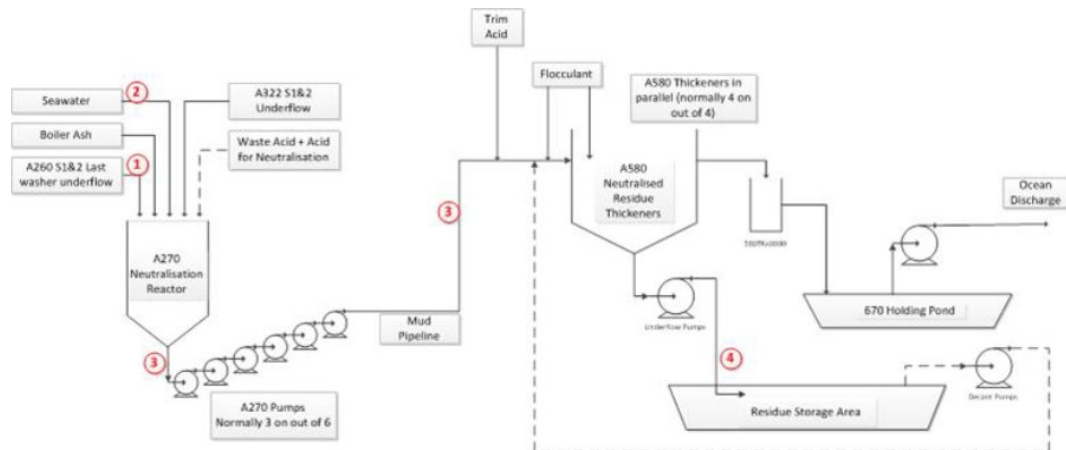 Trim
Acid
Flocculant
A580 Thickeners in
parallel (normally 4 on
out of 4)
Seawater
2
A322 S1&2
Underflow
Boiler Ash
Waste Acid + Acid
for Neutralisation
A260 S1&2 Last
washer underflow
1
A580
Neutralised
Residue
Thickeners
Ocean
Discharge
3
A270
Neutralisation
Reactor
670 Holding Pond
Mud
Pipeline
Underflow Pumps
3
4
A270 Pumps
Normally 3 on out of 6
Residue Storage Area
Decant Pumps